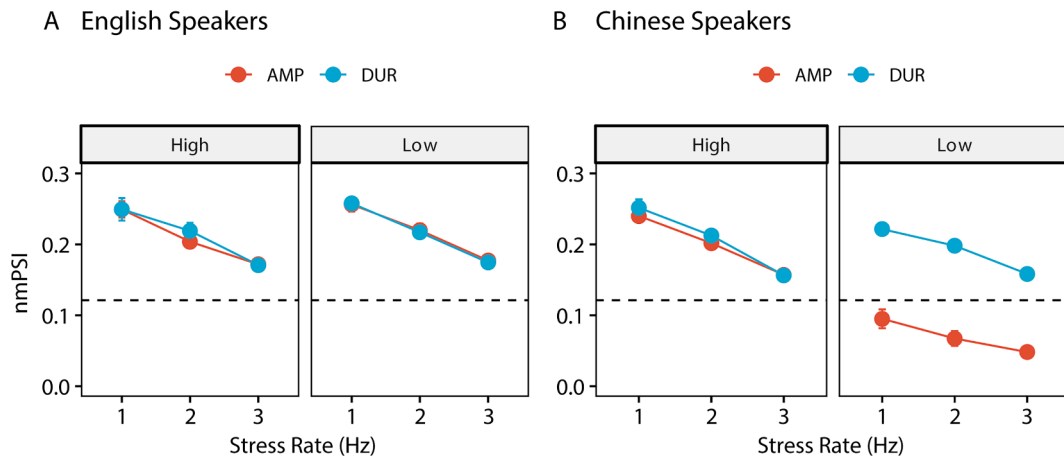 A English Speakers
B Chinese Speakers
AMP DUR
AMP DUR
High Low
High Low
nmPSI
0.3
0.2
0.1
0.0
1 2 3
1 2 3
Stress Rate (Hz)
nmPSI
0.3
0.2
0.1
0.0
1 2 3
1 2 3
Stress Rate (Hz)